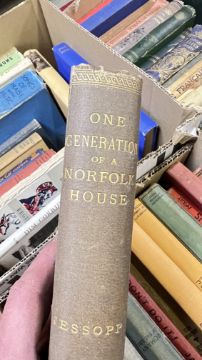 ONE
GENERATION
OF A
NORFOLK
HOUSE
JESSOPP